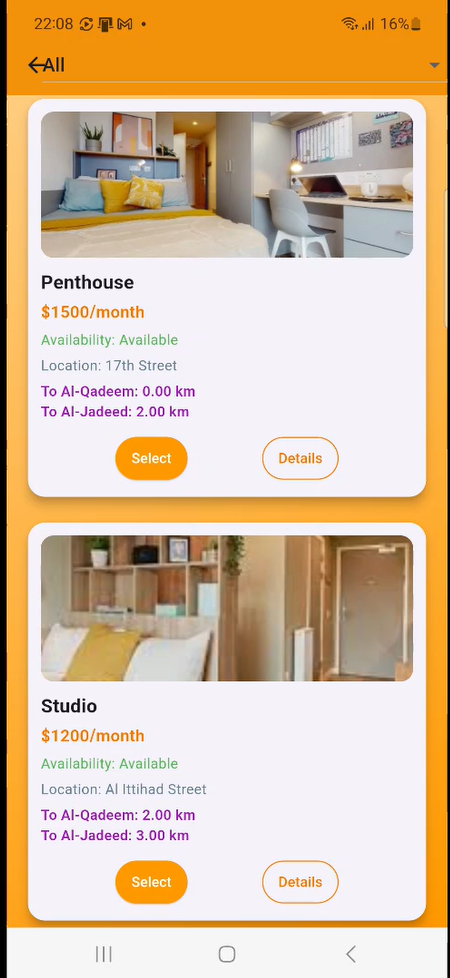 22:08 16%
All
Penthouse
$1500/month
Availability: Available
Location: 17th Street
To Al-Qadeem: 0.00 km
To Al-Jadeed: 2.00 km
Select Details
Studio
$1200/month
Availability: Available
Location: Al Ittihad Street
To Al-Qadeem: 2.00 km
To Al-Jadeed: 3.00 km
Select Details